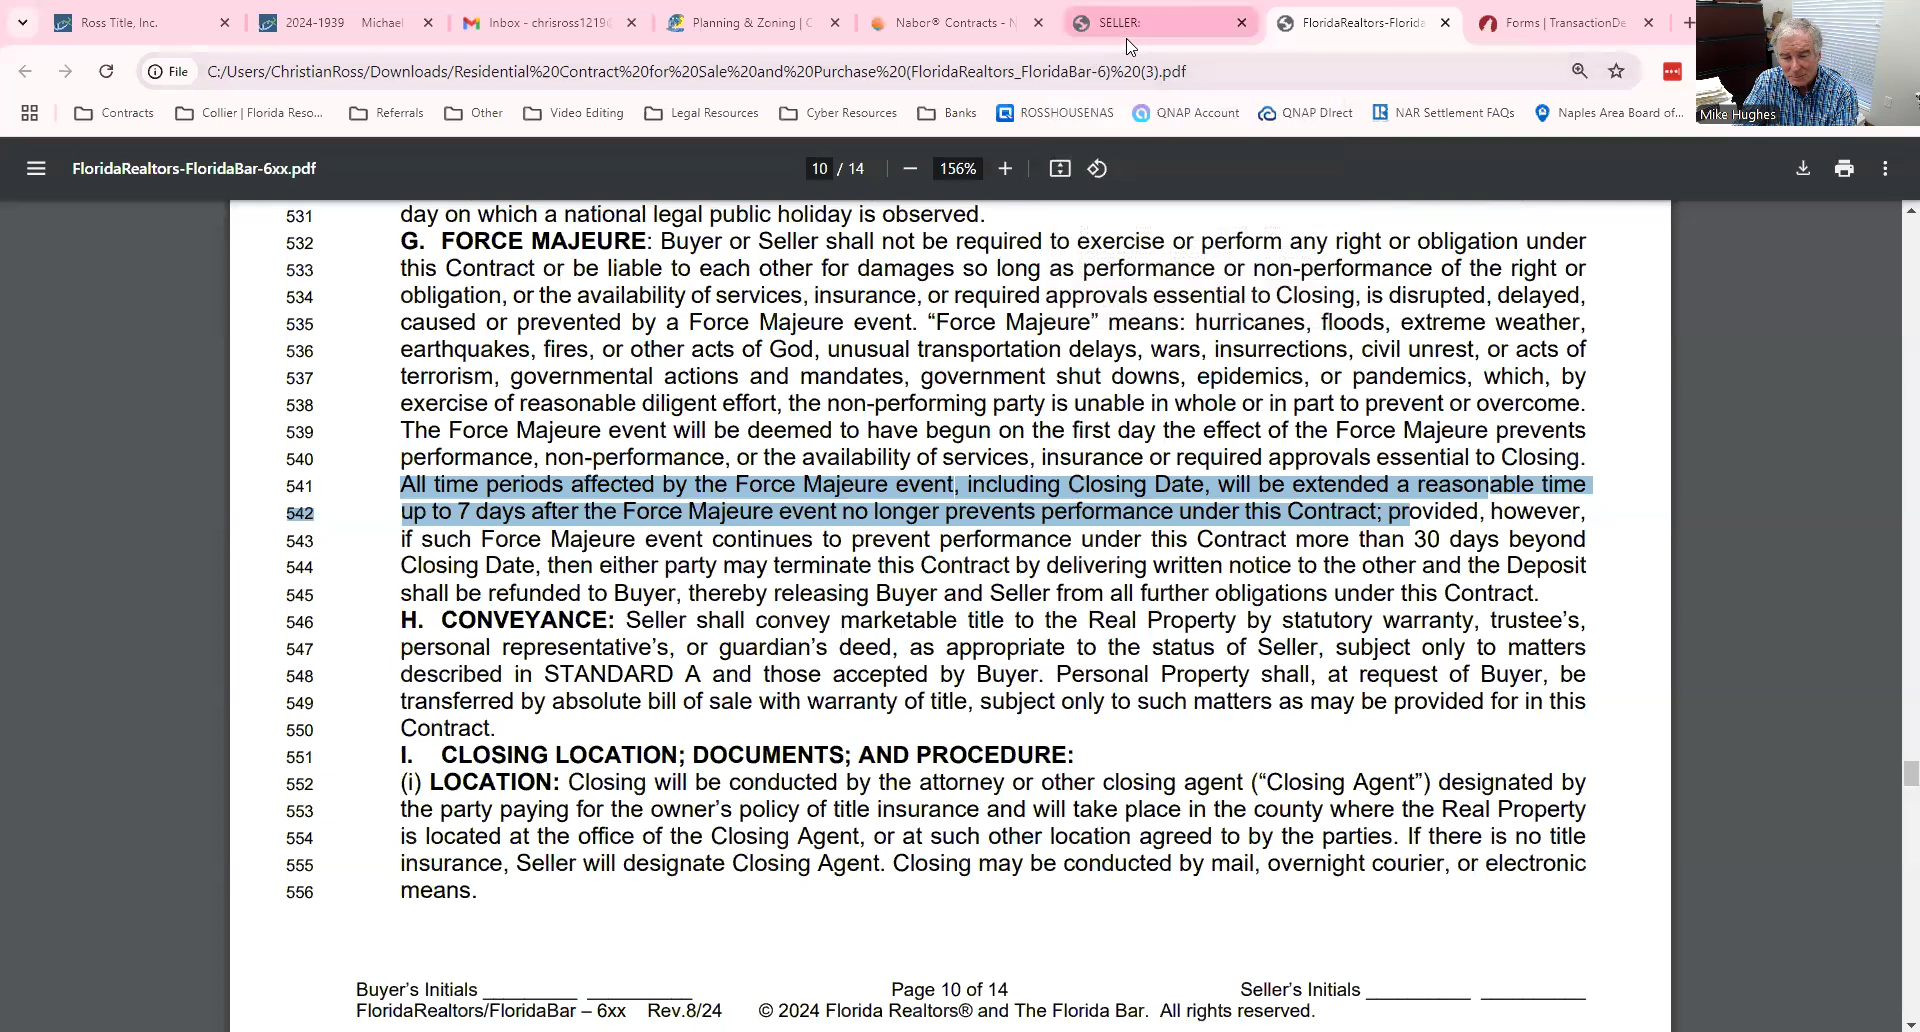 Ross Title, Inc.
2024-1939 Michael
Inbox - chrisross1219@
Planning & Zoning | C
Nabor® Contracts - N
SELLER:
FloridaRealtors-Florida
Forms | TransactionDe
File
C:/Users/ChristianRoss/Downloads/Residential%20Contract%20for%20Sale%20and%20Purchase%20(FloridaRealtors_FloridaBar-6)%20(3).pdf
Contracts
Collier | Florida Reso...
Referrals
Other
Video Editing
Legal Resources
Cyber Resources
Banks
ROSSHOUSENAS
QNAP Account
QNAP DIrect
NAR Settlement FAQs
Naples Area Board of...
Mike Hughes
FloridaRealtors-FloridaBar-6xx.pdf
10 / 14
156%
531 day on which a national legal public holiday is observed.
532 G. FORCE MAJEURE: Buyer or Seller shall not be required to exercise or perform any right or obligation under
533 this Contract or be liable to each other for damages so long as performance or non-performance of the right or
534 obligation, or the availability of services, insurance, or required approvals essential to Closing, is disrupted, delayed,
535 caused or prevented by a Force Majeure event. “Force Majeure” means: hurricanes, floods, extreme weather,
536 earthquakes, fires, or other acts of God, unusual transportation delays, wars, insurrections, civil unrest, or acts of
537 terrorism, governmental actions and mandates, government shut downs, epidemics, or pandemics, which, by
538 exercise of reasonable diligent effort, the non-performing party is unable in whole or in part to prevent or overcome.
539 The Force Majeure event will be deemed to have begun on the first day the effect of the Force Majeure prevents
540 performance, non-performance, or the availability of services, insurance or required approvals essential to Closing.
541 All time periods affected by the Force Majeure event, including Closing Date, will be extended a reasonable time
542 up to 7 days after the Force Majeure event no longer prevents performance under this Contract; provided, however,
543 if such Force Majeure event continues to prevent performance under this Contract more than 30 days beyond
544 Closing Date, then either party may terminate this Contract by delivering written notice to the other and the Deposit
545 shall be refunded to Buyer, thereby releasing Buyer and Seller from all further obligations under this Contract.
546 H. CONVEYANCE: Seller shall convey marketable title to the Real Property by statutory warranty, trustee’s,
547 personal representative’s, or guardian’s deed, as appropriate to the status of Seller, subject only to matters
548 described in STANDARD A and those accepted by Buyer. Personal Property shall, at request of Buyer, be
549 transferred by absolute bill of sale with warranty of title, subject only to such matters as may be provided for in this
550 Contract.
551 I. CLOSING LOCATION; DOCUMENTS; AND PROCEDURE:
552 (i) LOCATION: Closing will be conducted by the attorney or other closing agent (“Closing Agent”) designated by
553 the party paying for the owner’s policy of title insurance and will take place in the county where the Real Property
554 is located at the office of the Closing Agent, or at such other location agreed to by the parties. If there is no title
555 insurance, Seller will designate Closing Agent. Closing may be conducted by mail, overnight courier, or electronic
556 means.
Buyer’s Initials _________ __________ Page 10 of 14 Seller’s Initials __________ __________
FloridaRealtors/FloridaBar – 6xx Rev.8/24 © 2024 Florida Realtors® and The Florida Bar. All rights reserved.